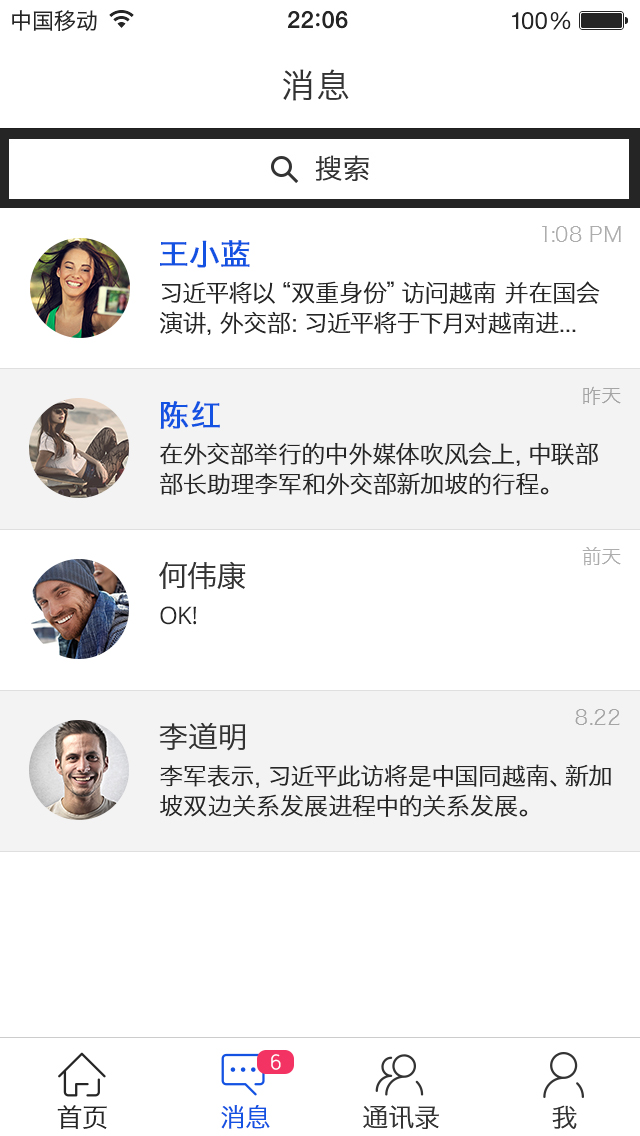 中国移动 22:06 100%
消息
搜索
王小蓝 1:08 PM
习近平将以“双重身份”访问越南 并在国会
演讲, 外交部: 习近平将于下月对越南进...
陈红 昨天
在外交部举行的中外媒体吹风会上, 中联部
部长助理李军和外交部新加坡的行程。
何伟康 前天
OK!
李道明 8.22
李军表示, 习近平此访将是中国同越南、新加
坡双边关系发展进程中的关系发展。
6
首页 消息 通讯录 我